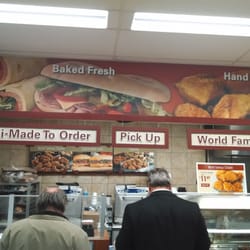 Baked Fresh
Hand
i-Made To Order
Pick Up
World Fam